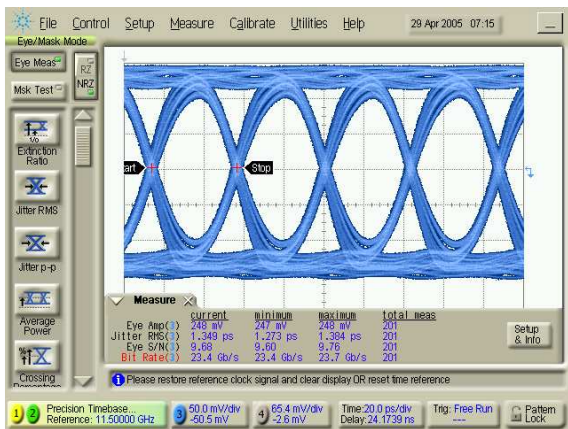 File Control Setup Measure Calibrate Utilities Help 29 Apr 2005 07:15
Eye/Mask Mode
Eye Meas
RZ
NRZ
Msk Test
Extinction
Ratio
Jitter RMS
Jitter p-p
Average
Power
Crossing
art
Stop
Measure
current minimum maximum total meas
Eye Amp(3) 248 mV 247 mV 248 mV 201
Jitter RMS(3) 1.349 ps 1.273 ps 1.384 ps 201
Eye S/N(3) 9.68 9.60 9.76 201
Bit Rate(3) 23.4 Gb/s 23.4 Gb/s 23.7 Gb/s 201
Setup
& Info
Please restore reference clock signal and clear display OR reset time reference
1 2 Precision Timebase...
Reference: 11.50000 GHz
3 50.0 mV/div
-50.5 mV
4 65.4 mV/div
-2.6 mV
Time:20.0 ps/div
Delay:24.1739 ns
Trig: Free Run
---
Pattern
Lock